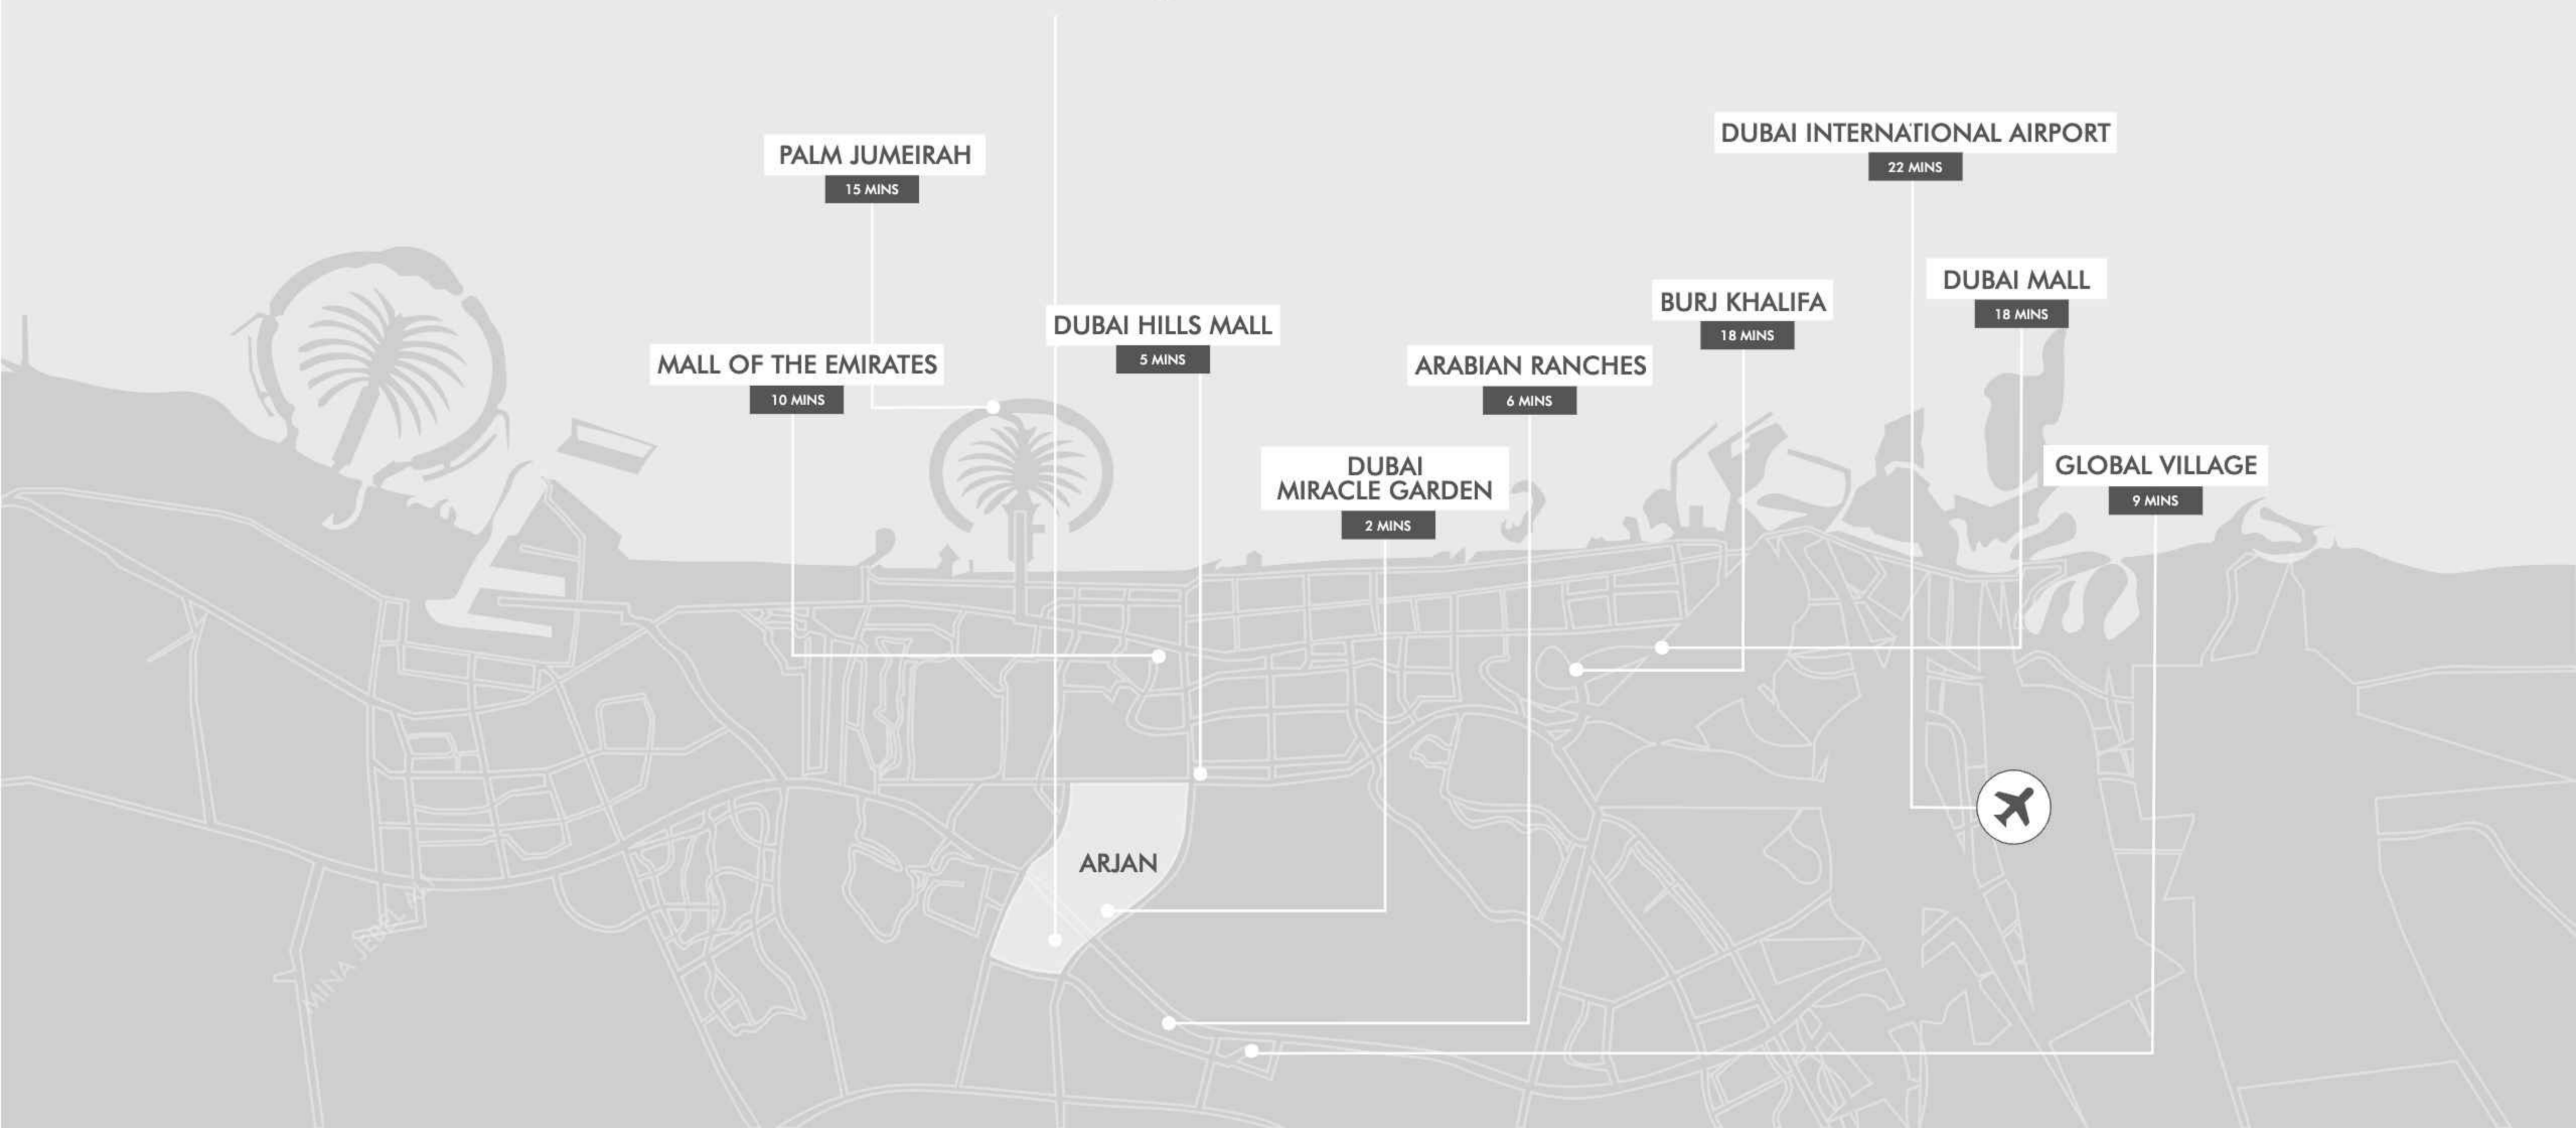 DUBAI INTERNATIONAL AIRPORT
22 MINS
PALM JUMEIRAH
15 MINS
DUBAI MALL
18 MINS
BURJ KHALIFA
18 MINS
DUBAI HILLS MALL
5 MINS
MALL OF THE EMIRATES
10 MINS
ARABIAN RANCHES
6 MINS
DUBAI
MIRACLE GARDEN
2 MINS
GLOBAL VILLAGE
9 MINS
ARJAN
MINA